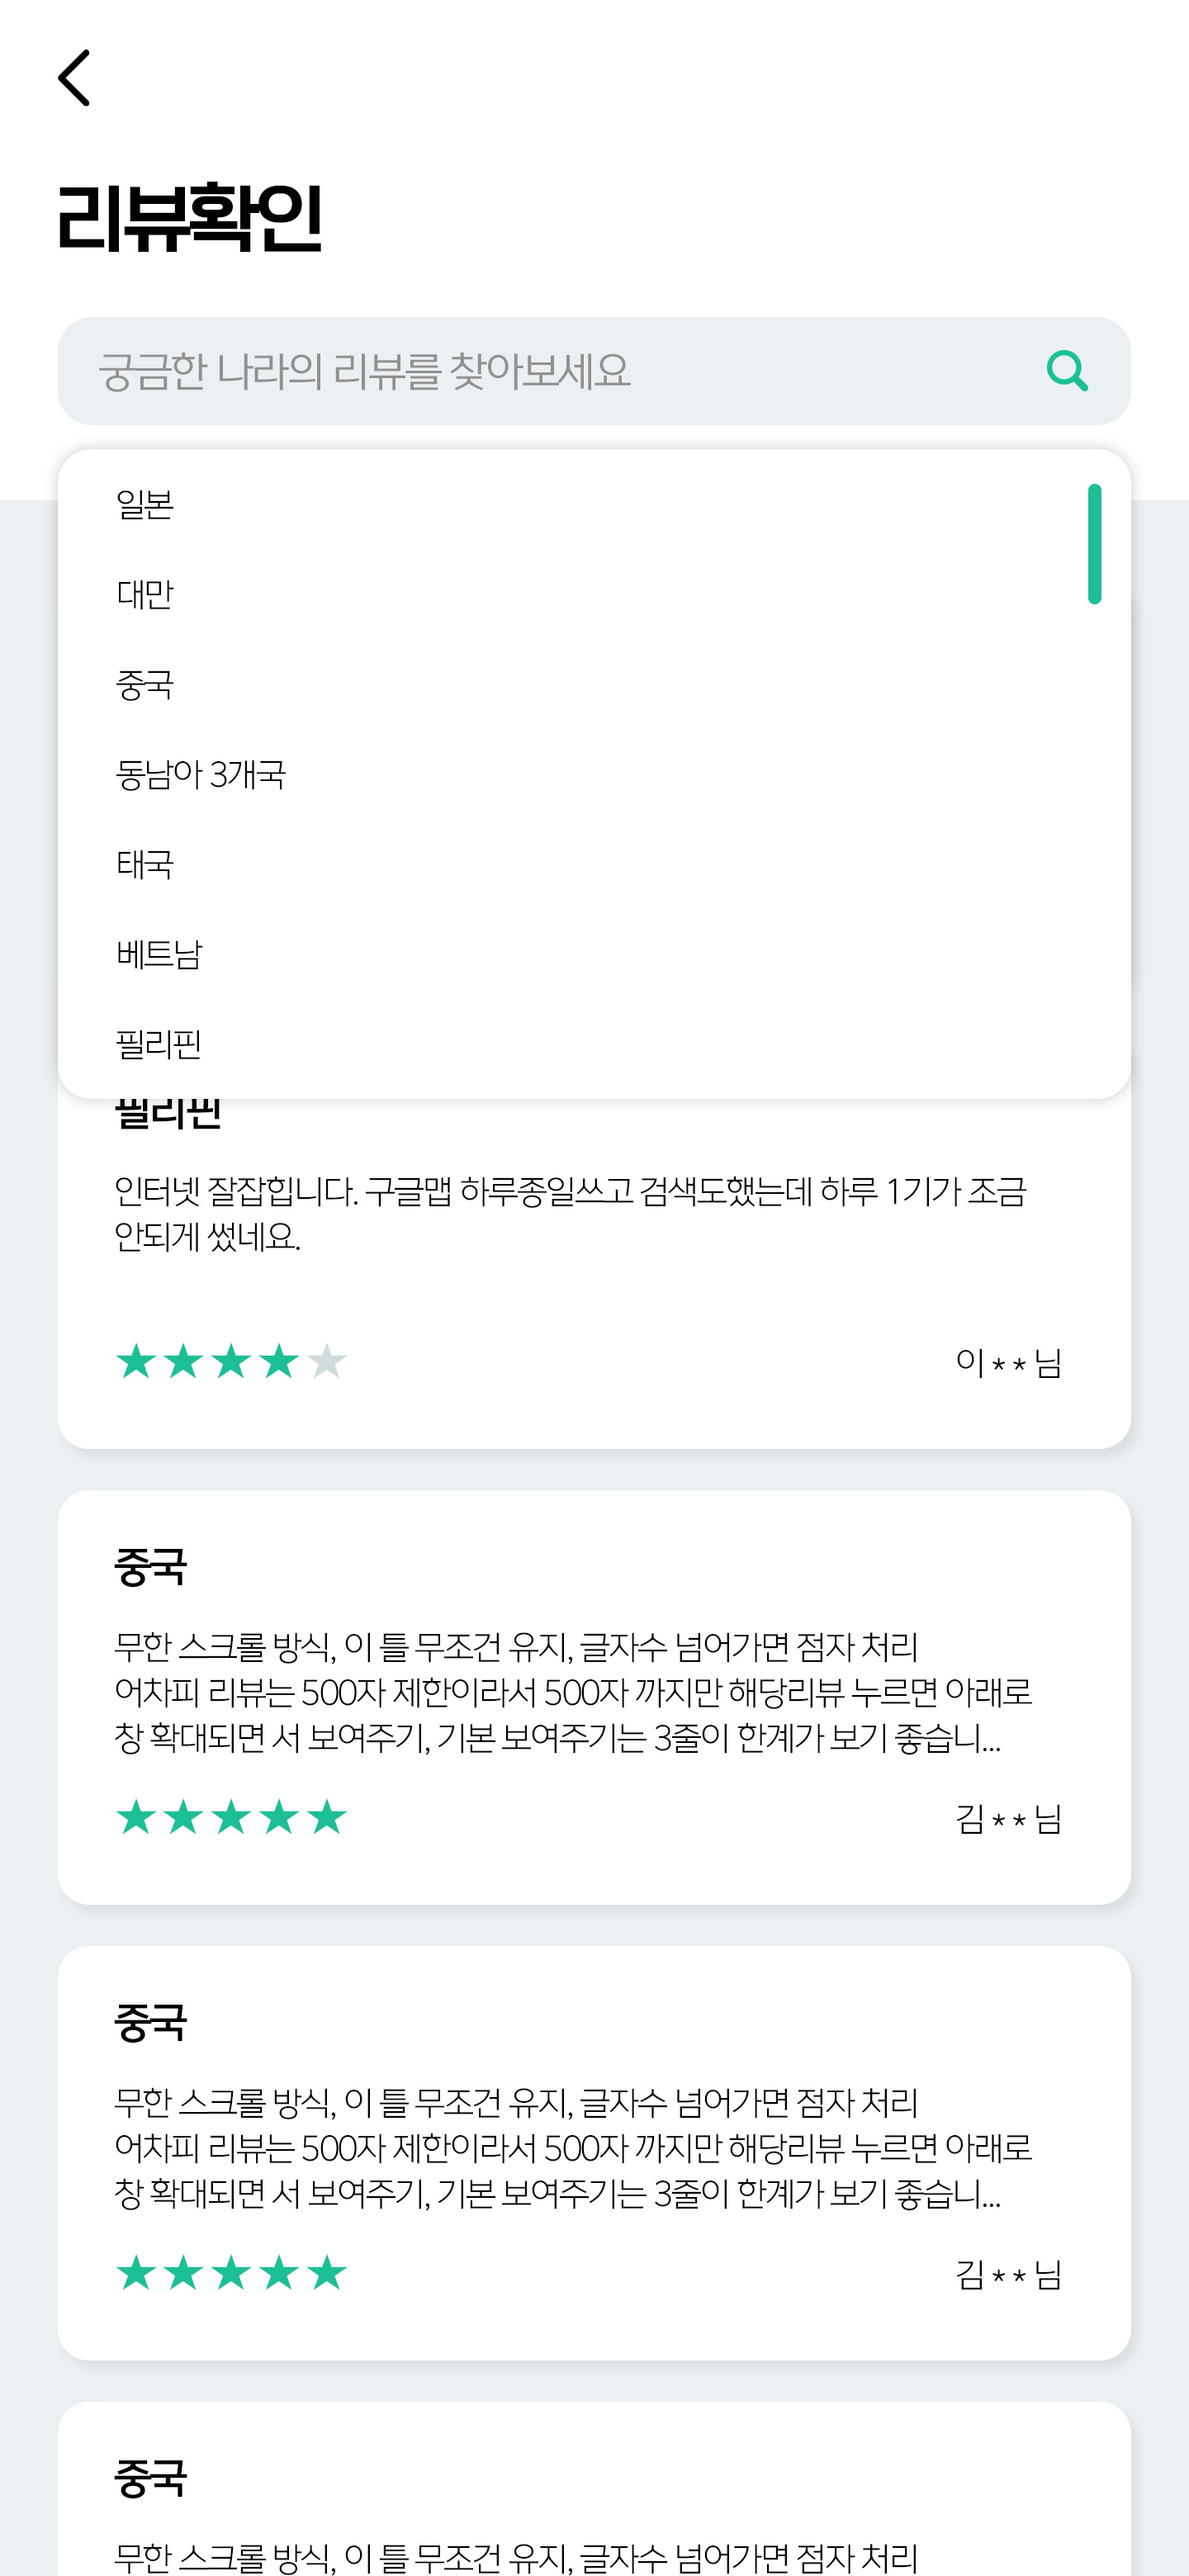 리뷰확인
궁금한 나라의 리뷰를 찾아보세요
일본
대만
중국
동남아 3개국
태국
베트남
필리핀
필리핀
인터넷 잘잡힙니다. 구글맵 하루종일쓰고 검색도했는데 하루 1기가 조금
안되게 썼네요.
이 * * 님
중국
무한 스크롤 방식, 이 틀 무조건 유지, 글자수 넘어가면 점자 처리
어차피 리뷰는 500자 제한이라서 500자 까지만 해당리뷰 누르면 아래로
창 확대되면 서 보여주기, 기본 보여주기는 3줄이 한계가 보기 좋습니...
김 * * 님
중국
무한 스크롤 방식, 이 틀 무조건 유지, 글자수 넘어가면 점자 처리
어차피 리뷰는 500자 제한이라서 500자 까지만 해당리뷰 누르면 아래로
창 확대되면 서 보여주기, 기본 보여주기는 3줄이 한계가 보기 좋습니...
김 * * 님
중국
무한 스크롤 방식, 이 틀 무조건 유지, 글자수 넘어가면 점자 처리